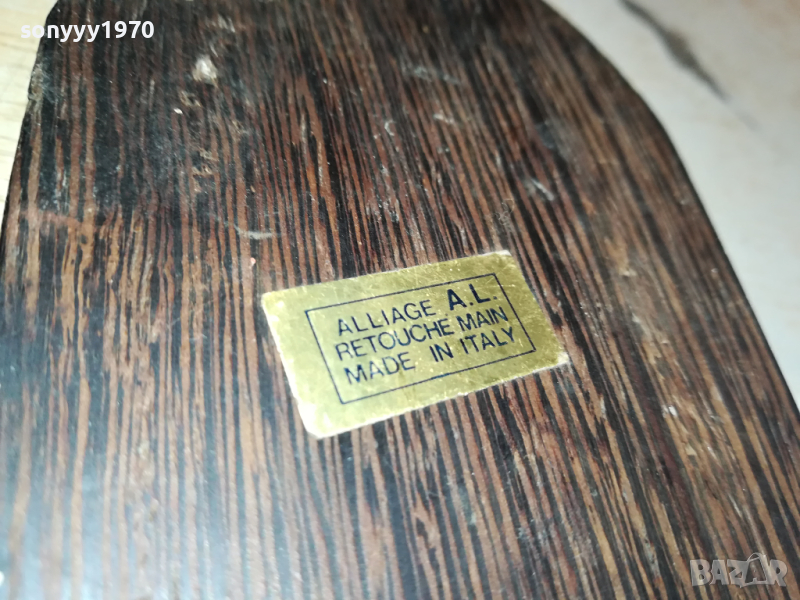 sonyyy1970
ALLIAGE A.L.
RETOUCHE MAIN
MADE IN ITALY
BAZAR